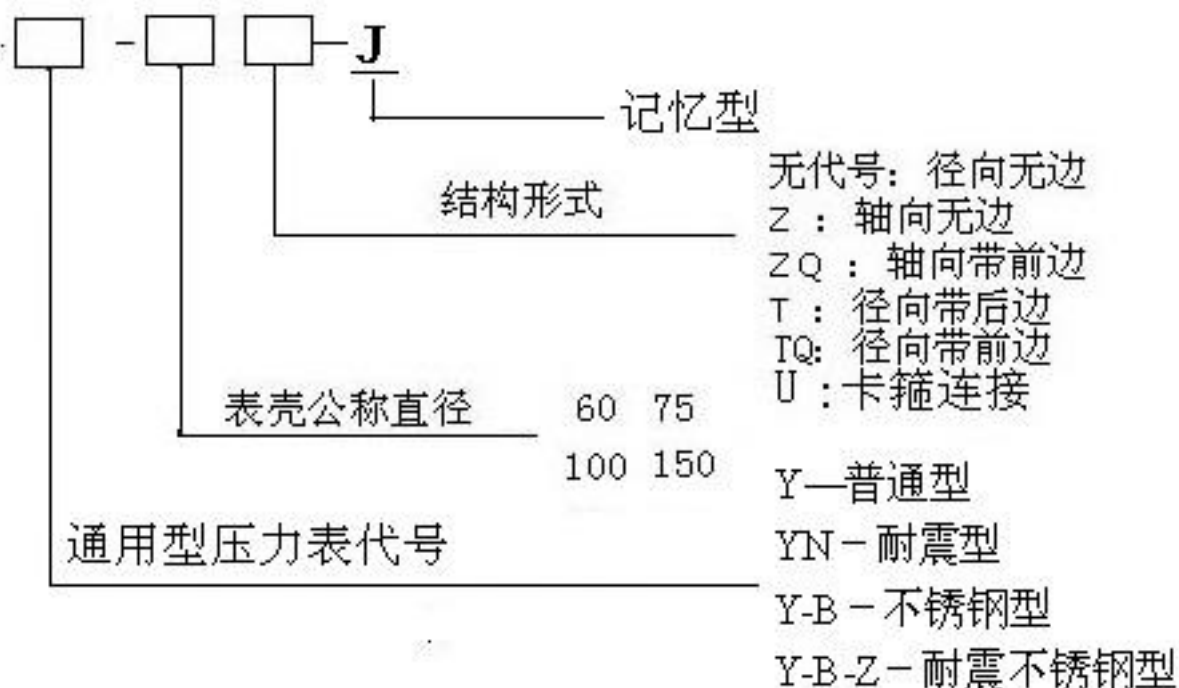 - J
记忆型
无代号: 径向无边
结构形式
Z : 轴向无边
ZQ : 轴向带前边
T : 径向带后边
TQ: 径向带前边
U :卡箍连接
表壳公称直径
60 75
100 150
Y—普通型
通用型压力表代号
YN－耐震型
Y-B－不锈钢型
Y-B-Z－耐震不锈钢型